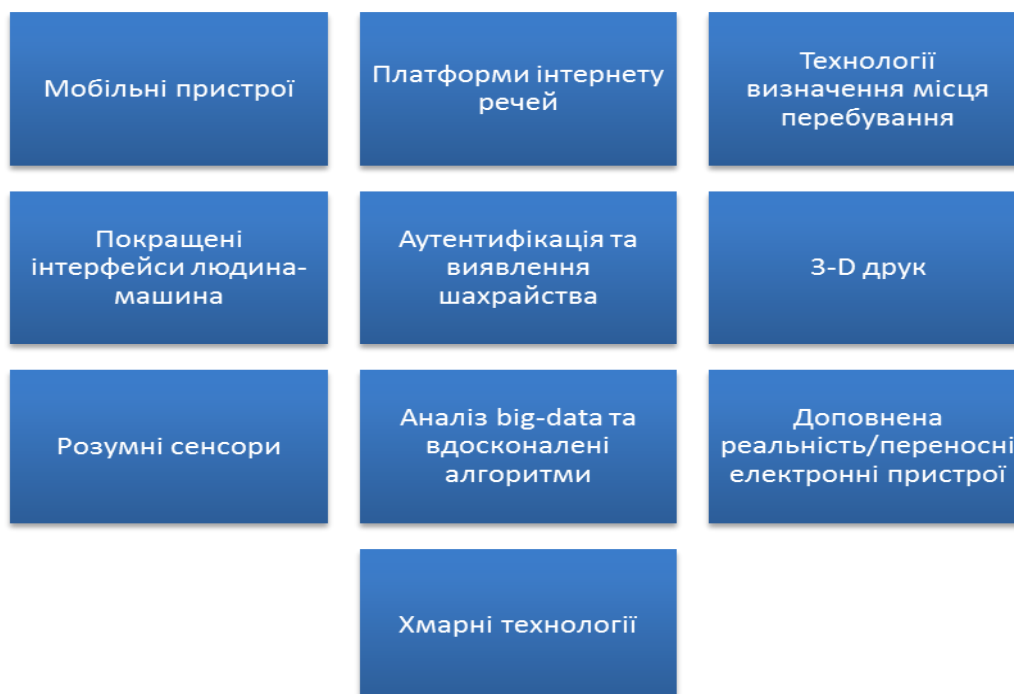 Мобільні пристрої
Платформи інтернету
речей
Технології
визначення місця
перебування
Покращені
інтерфейси людина-
машина
Аутентифікація та
виявлення
шахрайства
3-D друк
Розумні сенсори
Аналіз big-data та
вдосконалені
алгоритми
Доповнена
реальність/переносні
електронні пристрої
Хмарні технології